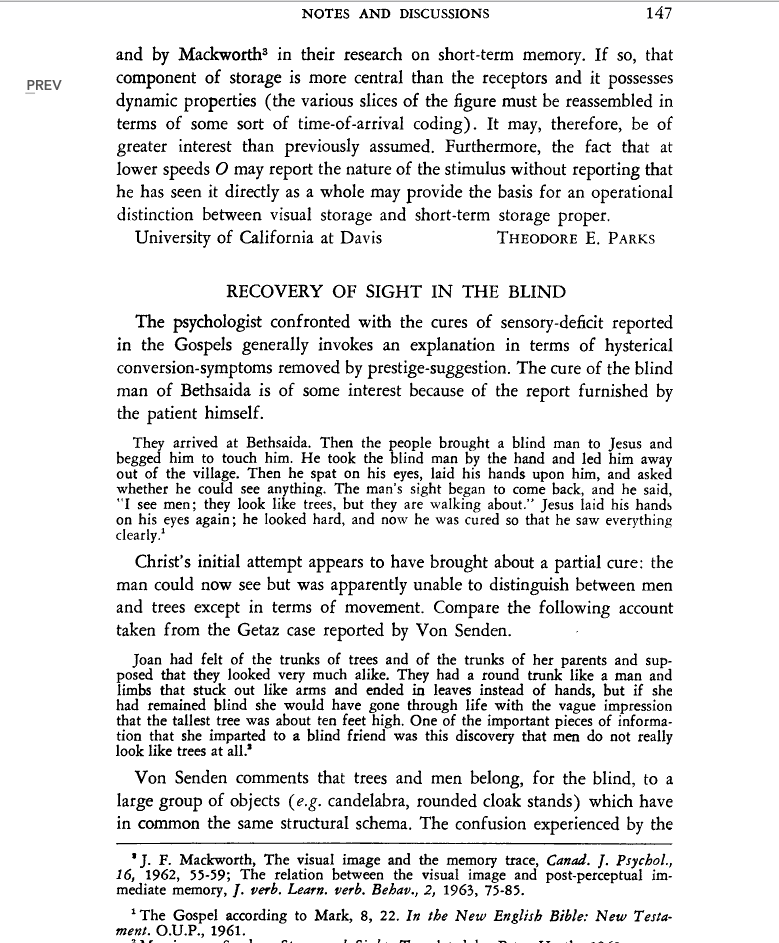 NOTES AND DISCUSSIONS 147
and by Mackworth³ in their research on short-term memory. If so, that
PREV
component of storage is more central than the receptors and it possesses
dynamic properties (the various slices of the figure must be reassembled in
terms of some sort of time-of-arrival coding). It may, therefore, be of
greater interest than previously assumed. Furthermore, the fact that at
lower speeds O may report the nature of the stimulus without reporting that
he has seen it directly as a whole may provide the basis for an operational
distinction between visual storage and short-term storage proper.
University of California at Davis THEODORE E. PARKS
RECOVERY OF SIGHT IN THE BLIND
The psychologist confronted with the cures of sensory-deficit reported
in the Gospels generally invokes an explanation in terms of hysterical
conversion-symptoms removed by prestige-suggestion. The cure of the blind
man of Bethsaida is of some interest because of the report furnished by
the patient himself.
They arrived at Bethsaida. Then the people brought a blind man to Jesus and
begged him to touch him. He took the blind man by the hand and led him away
out of the village. Then he spat on his eyes, laid his hands upon him, and asked
whether he could see anything. The man's sight began to come back, and he said,
"I see men; they look like trees, but they are walking about." Jesus laid his hands
on his eyes again; he looked hard, and now he was cured so that he saw everything
clearly.¹
Christ's initial attempt appears to have brought about a partial cure: the
man could now see but was apparently unable to distinguish between men
and trees except in terms of movement. Compare the following account
taken from the Getaz case reported by Von Senden.
Joan had felt of the trunks of trees and of the trunks of her parents and sup-
posed that they looked very much alike. They had a round trunk like a man and
limbs that stuck out like arms and ended in leaves instead of hands, but if she
had remained blind she would have gone through life with the vague impression
that the tallest tree was about ten feet high. One of the important pieces of informa-
tion that she imparted to a blind friend was this discovery that men do not really
look like trees at all.²
Von Senden comments that trees and men belong, for the blind, to a
large group of objects (e.g. candelabra, rounded cloak stands) which have
in common the same structural schema. The confusion experienced by the
³ J. F. Mackworth, The visual image and the memory trace, Canad. J. Psychol.,
16, 1962, 55-59; The relation between the visual image and post-perceptual im-
mediate memory, J. verb. Learn. verb. Behav., 2, 1963, 75-85.
¹ The Gospel according to Mark, 8, 22. In the New English Bible: New Testa-
ment. O.U.P., 1961.